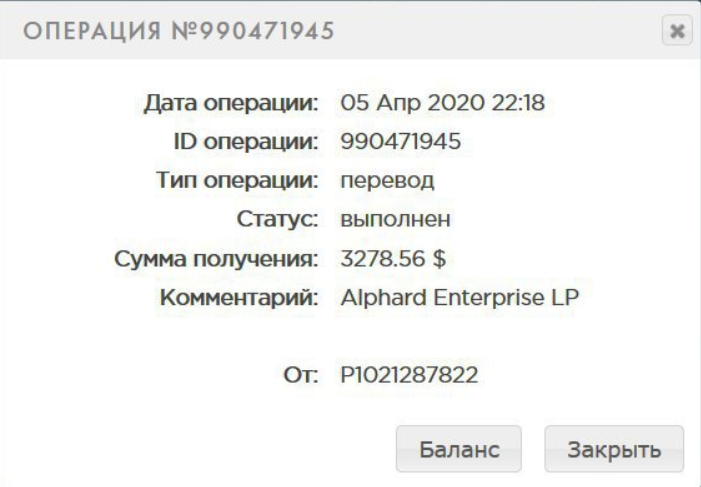 ОПЕРАЦИЯ №990471945
Дата операции: 05 Апр 2020 22:18
ID операции: 990471945
Тип операции: перевод
Статус: выполнен
Сумма получения: 3278.56 $
Комментарий: Alphard Enterprise LP
От: P1021287822
Баланс Закрыть